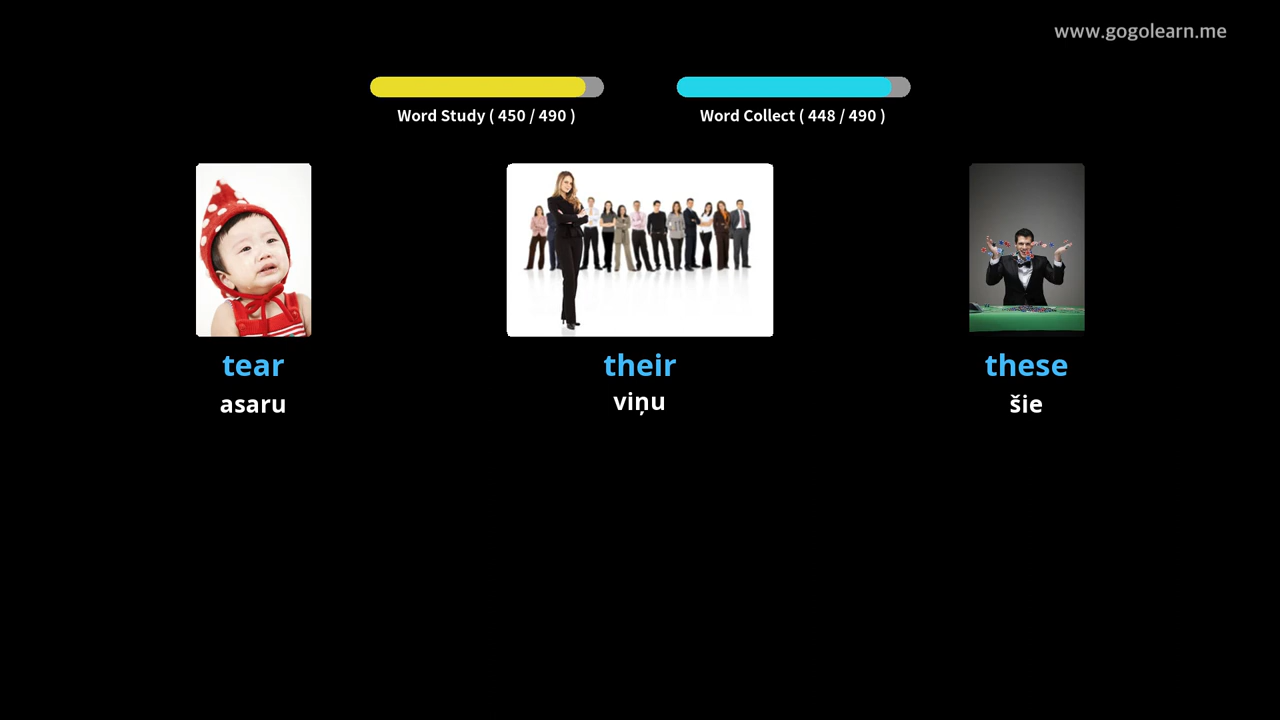 www.gogolearn.me
Word Study ( 450 / 490 )
Word Collect ( 448 / 490 )
tear
their
these
asaru
viņu
šie